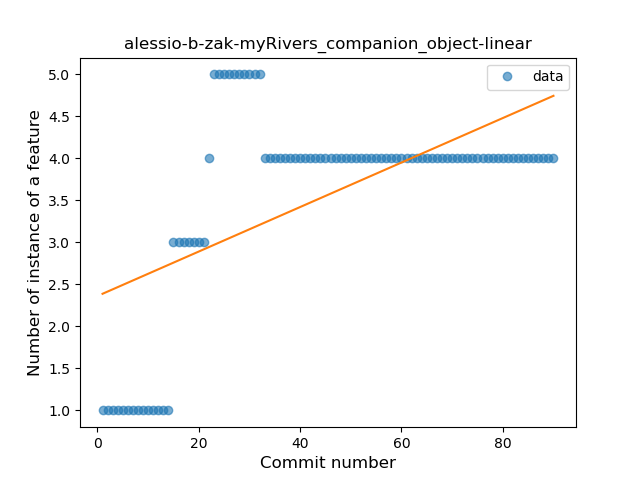 alessio-b-zak-myRivers_companion_object-linear
data
Number of instance of a feature
5.0
4.5
4.0
3.5
3.0
2.5
2.0
1.5
1.0
0 20 40 60 80
Commit number